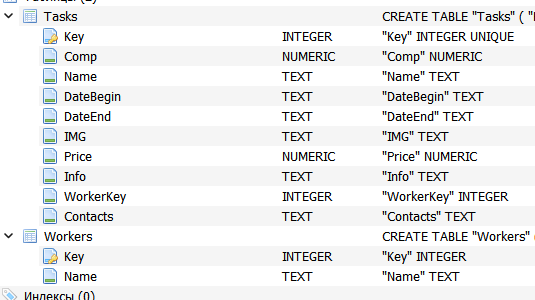 Таблицы (2)
Tasks CREATE TABLE "Tasks" ( "
Key INTEGER "Key" INTEGER UNIQUE
Comp NUMERIC "Comp" NUMERIC
Name TEXT "Name" TEXT
DateBegin TEXT "DateBegin" TEXT
DateEnd TEXT "DateEnd" TEXT
IMG TEXT "IMG" TEXT
Price NUMERIC "Price" NUMERIC
Info TEXT "Info" TEXT
WorkerKey INTEGER "WorkerKey" INTEGER
Contacts TEXT "Contacts" TEXT
Workers CREATE TABLE "Workers" (
Key INTEGER "Key" INTEGER
Name TEXT "Name" TEXT
Индексы (0)